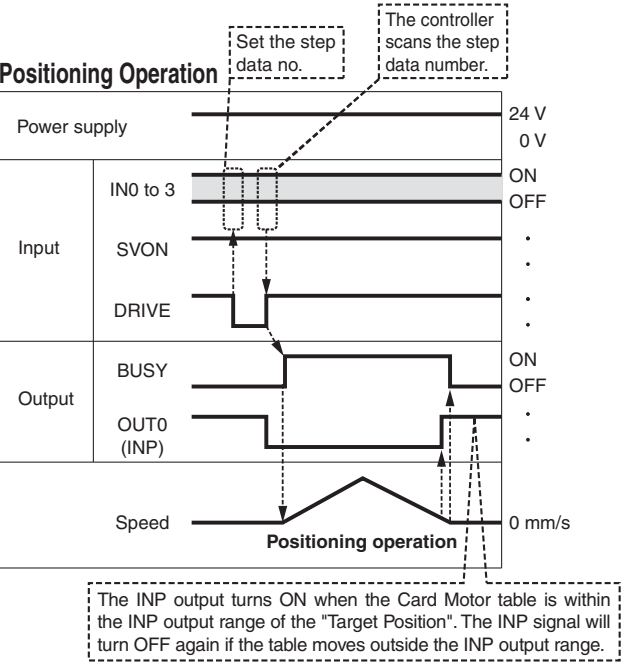 The controller
scans the step
data number.
Set the step
data no.
Positioning Operation
Power supply
24 V
0 V
Input
IN0 to 3
ON
OFF
SVON
DRIVE
Output
BUSY
ON
OFF
OUT0
(INP)
Speed
0 mm/s
Positioning operation
The INP output turns ON when the Card Motor table is within
the INP output range of the "Target Position". The INP signal will
turn OFF again if the table moves outside the INP output range.